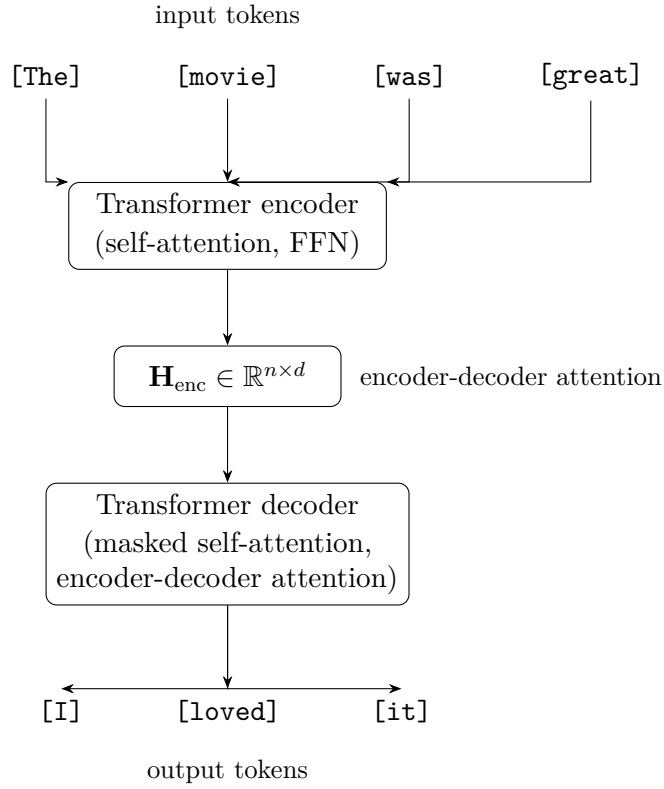 input tokens
[The] [movie] [was] [great]
Transformer encoder
(self-attention, FFN)
H_enc ∈ ℝ^{n×d} encoder-decoder attention
Transformer decoder
(masked self-attention,
encoder-decoder attention)
[I] [loved] [it]
output tokens